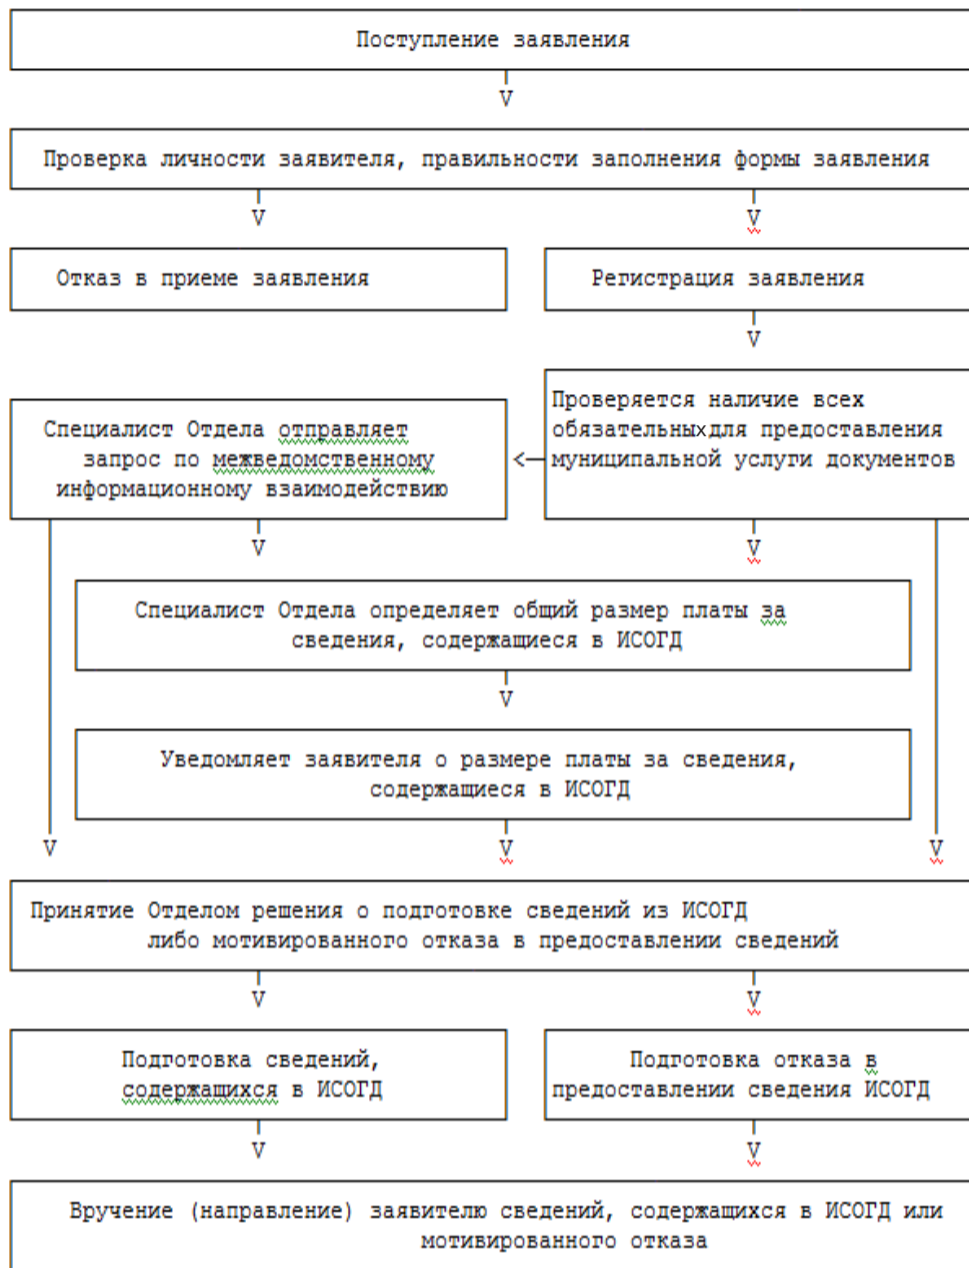 Поступление заявления
V
Проверка личности заявителя, правильности заполнения формы заявления
V V
Отказ в приеме заявления
Регистрация заявления
V
Проверяется наличие всех
обязательныхдля предоставления
муниципальной услуги документов
<
Специалист Отдела отправляет
запрос по межведомственному
информационному взаимодействию
V V
Специалист Отдела определяет общий размер платы за
сведения, содержащиеся в ИСОГД
V
Уведомляет заявителя о размере платы за сведения,
содержащиеся в ИСОГД
V V V
Принятие Отделом решения о подготовке сведений из ИСОГД
либо мотивированного отказа в предоставлении сведений
V V
Подготовка сведений,
содержащихся в ИСОГД
Подготовка отказа в
предоставлении сведения ИСОГД
V V
Вручение (направление) заявителю сведений, содержащихся в ИСОГД или
мотивированного отказа